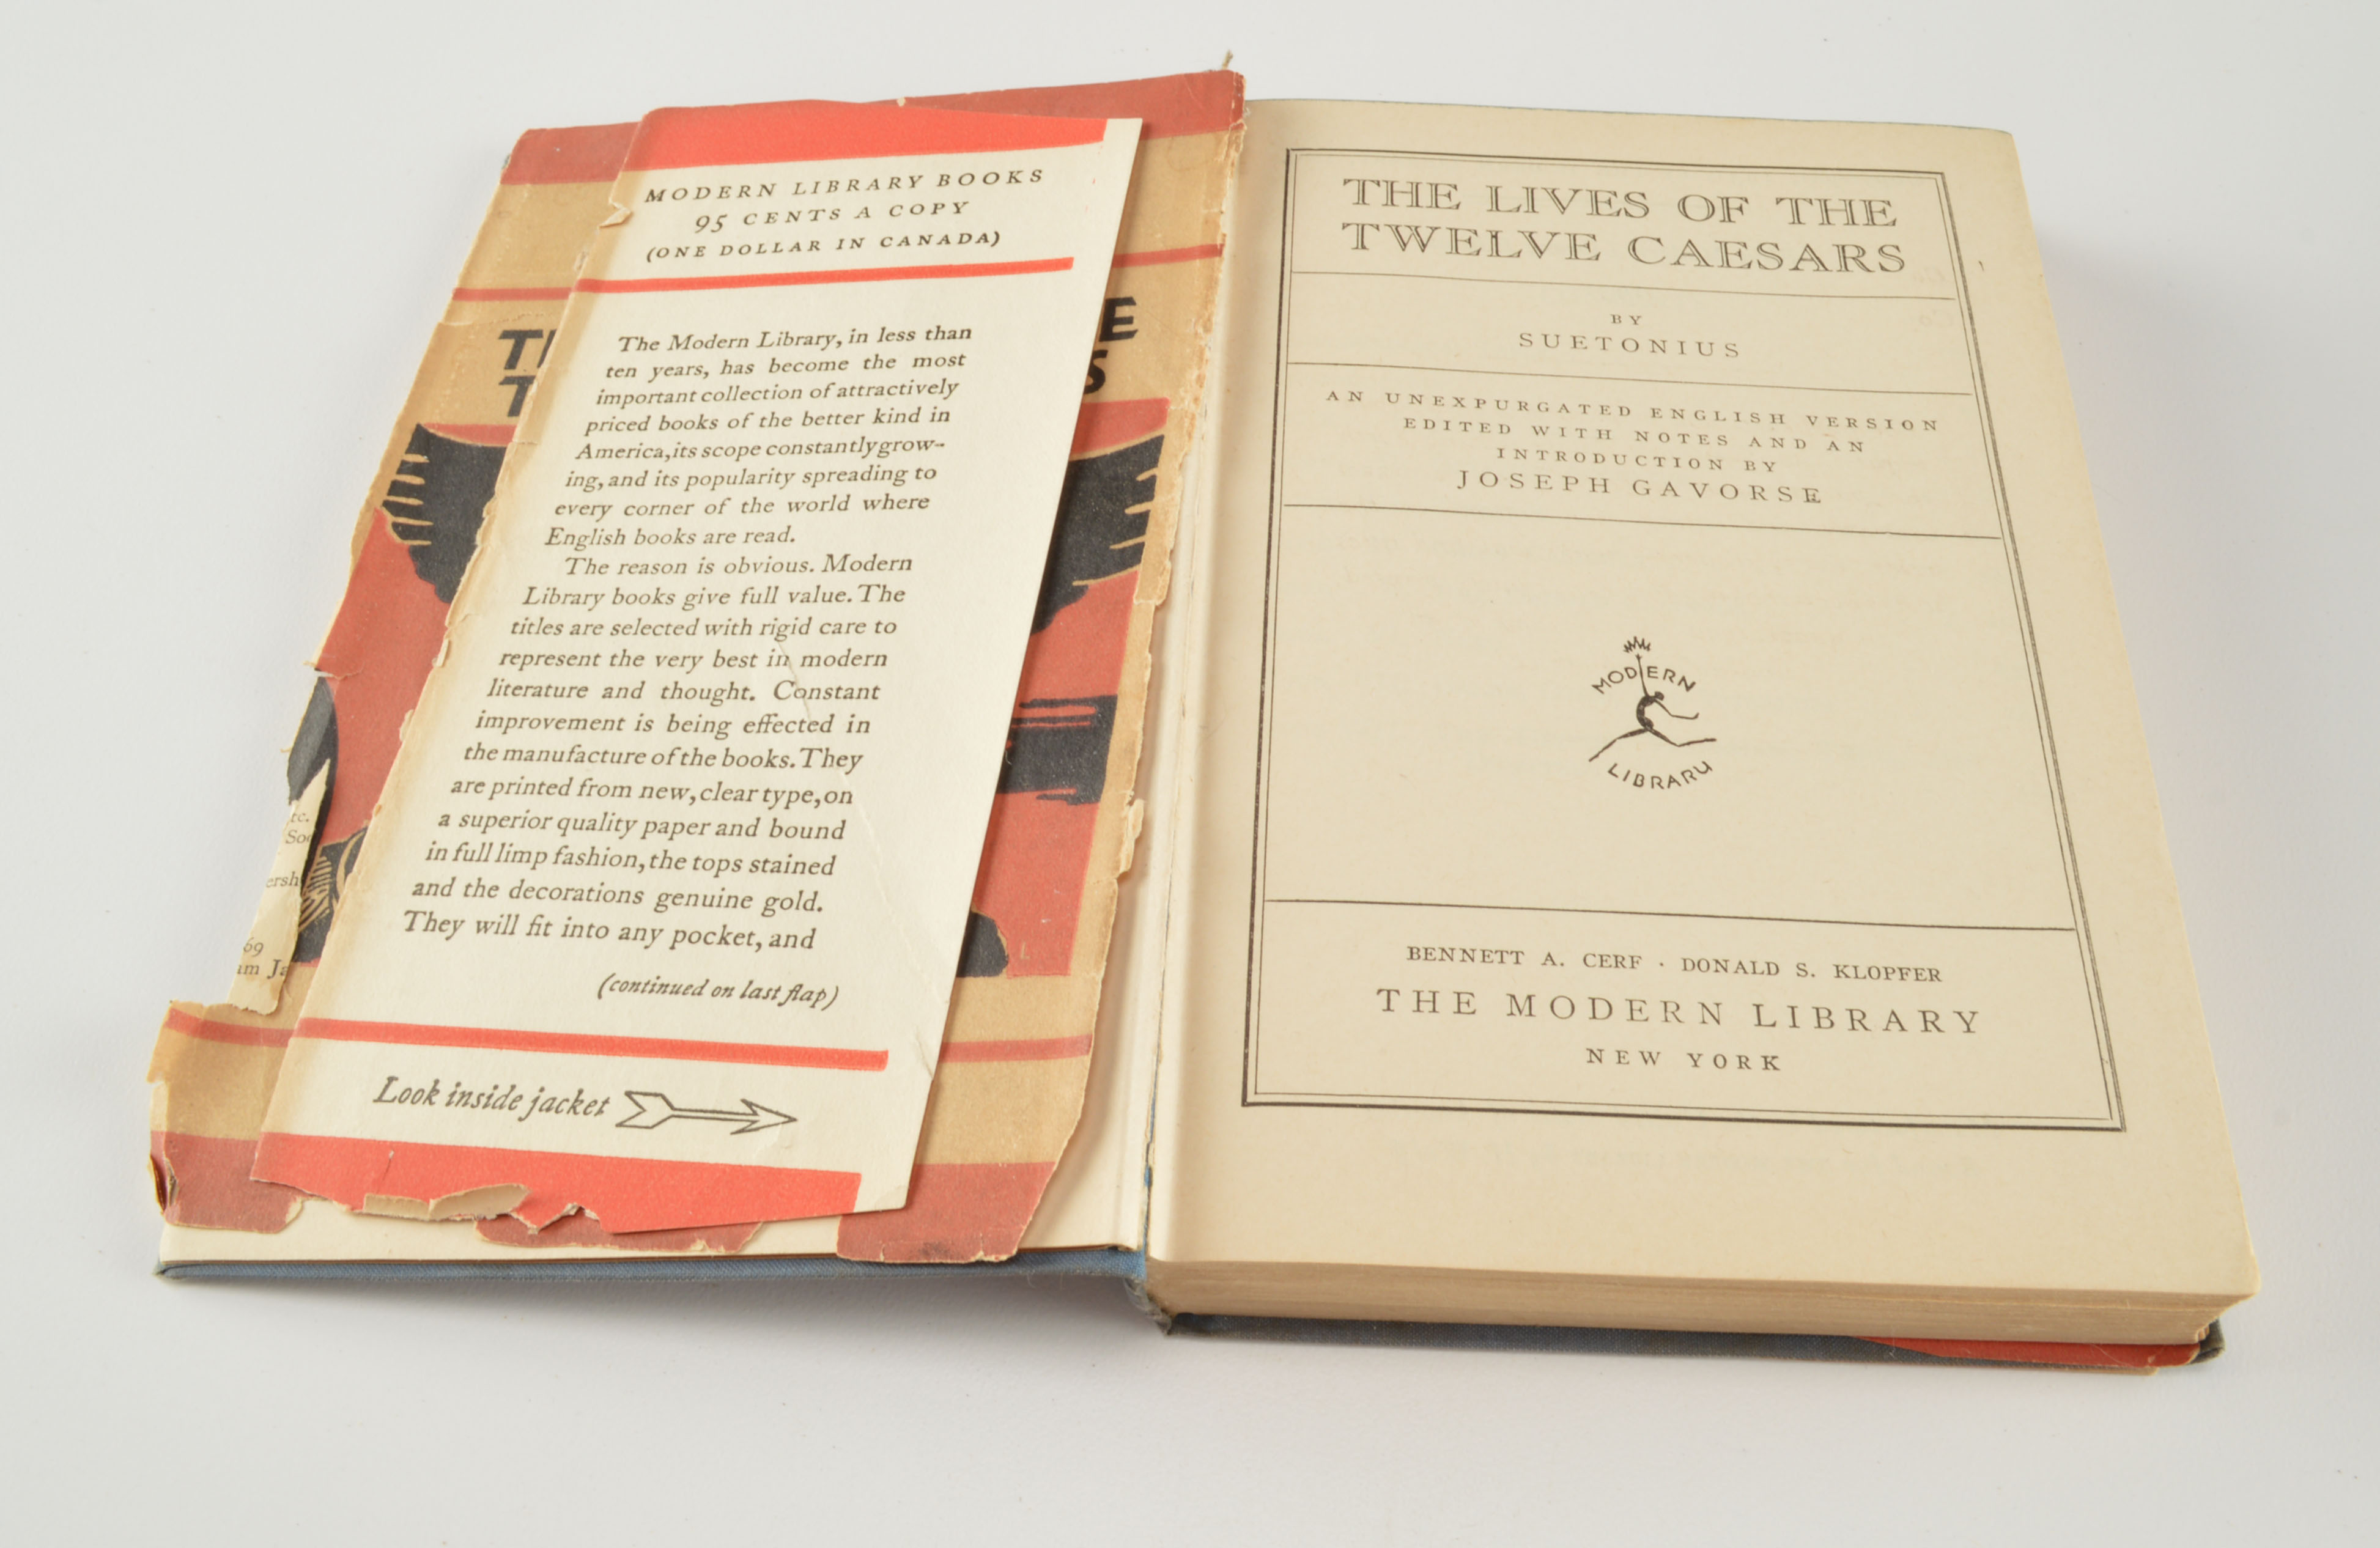 MODERN LIBRARY BOOKS
95 CENTS A COPY
(ONE DOLLAR IN CANADA)
The Modern Library, in less than
ten years, has become the most
important collection of attractively
priced books of the better kind in
America, its scope constantly grow-
ing, and its popularity spreading to
every corner of the world where
English books are read.
The reason is obvious. Modern
Library books give full value. The
titles are selected with rigid care to
represent the very best in modern
literature and thought. Constant
improvement is being effected in
the manufacture of the books. They
are printed from new, clear type, on
a superior quality paper and bound
in full limp fashion, the tops stained
and the decorations genuine gold.
They will fit into any pocket, and
(continued on last flap)
Look inside jacket
THE LIVES OF THE
TWELVE CAESARS
BY
SUETONIUS
AN UNEXPURGATED ENGLISH VERSION
EDITED WITH NOTES AND AN
INTRODUCTION BY
JOSEPH GAVORSE
MODERN
LIBRARY
BENNETT A. CERF · DONALD S. KLOPFER
THE MODERN LIBRARY
NEW YORK